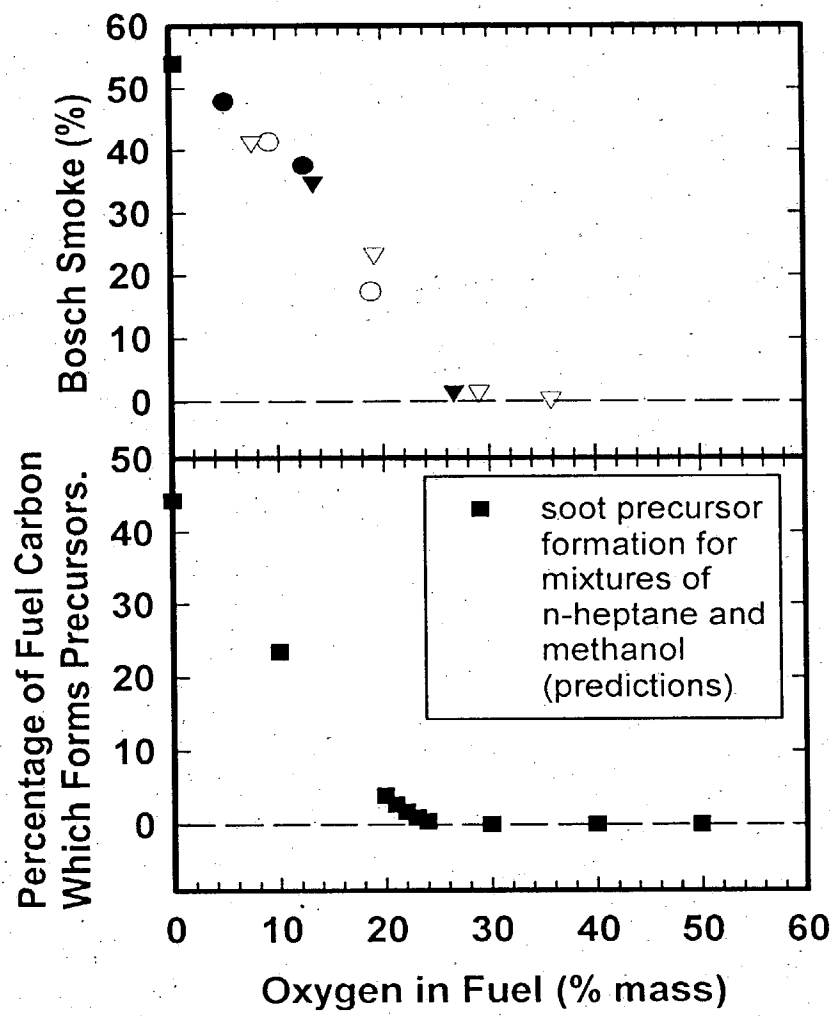 60
50
40
30
20
10
0
Bosch Smoke (%)
50
40
30
20
10
0
Percentage of Fuel Carbon
Which Forms Precursors.
soot precursor
formation for
mixtures of
n-heptane and
methanol
(predictions)
0 10 20 30 40 50 60
Oxygen in Fuel (% mass)